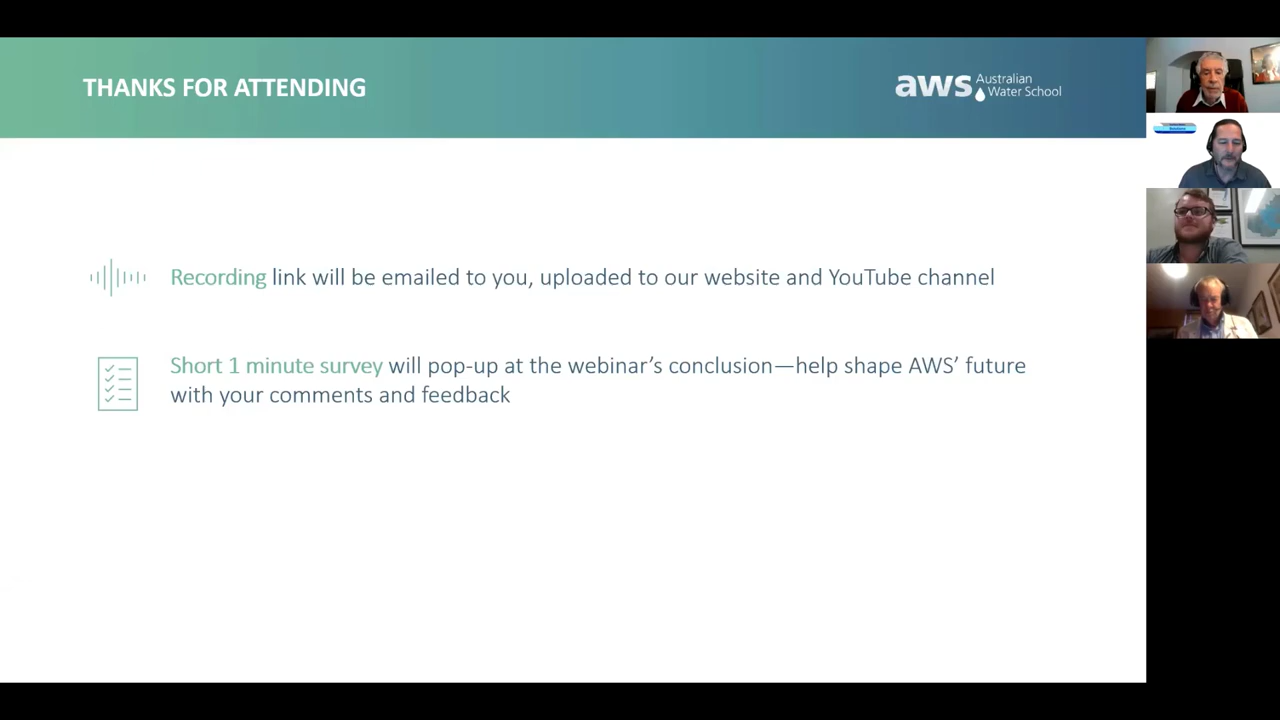 THANKS FOR ATTENDING
aws Australian
Water School
Recording link will be emailed to you, uploaded to our website and YouTube channel
Short 1 minute survey will pop-up at the webinar's conclusion—help shape AWS' future
with your comments and feedback